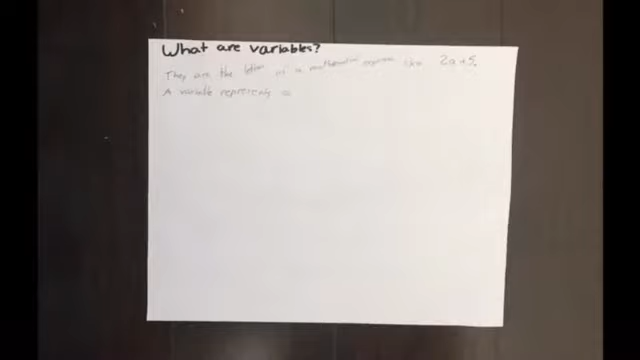 What are variables?
They are the letters in a mathematical expression like 2a+5.
A variable represents a